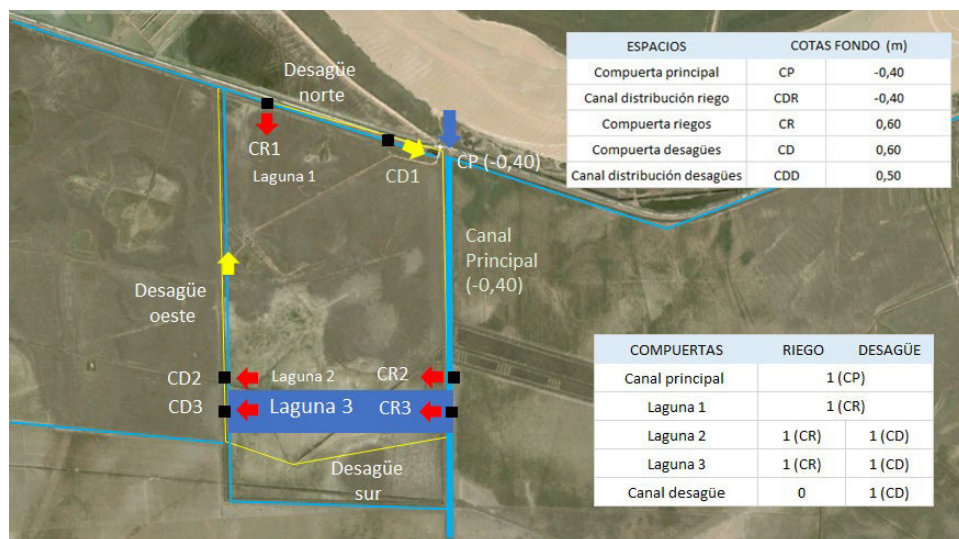 Desagüe
norte
CR1
Laguna 1
CD1
CP (-0,40)
Canal
Principal
(-0,40)
Desagüe
oeste
CD2
Laguna 2
CR2
CD3
Laguna 3
CR3
Desagüe
sur
ESPACIOS COTAS FONDO (m)
Compuerta principal CP -0,40
Canal distribución riego CDR -0,40
Compuerta riegos CR 0,60
Compuerta desagües CD 0,60
Canal distribución desagües CDD 0,50
COMPUERTAS RIEGO DESAGÜE
Canal principal 1 (CP)
Laguna 1 1 (CR)
Laguna 2 1 (CR) 1 (CD)
Laguna 3 1 (CR) 1 (CD)
Canal desagüe 0 1 (CD)